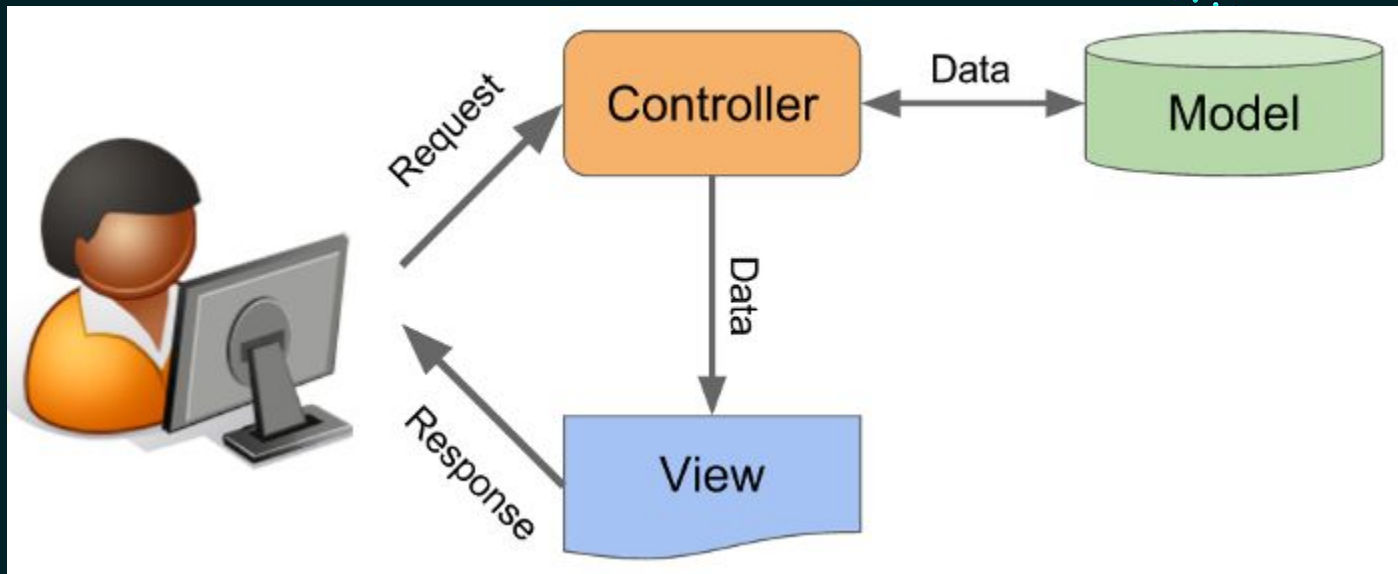 Request
Controller
Data
Model
Data
Response
View